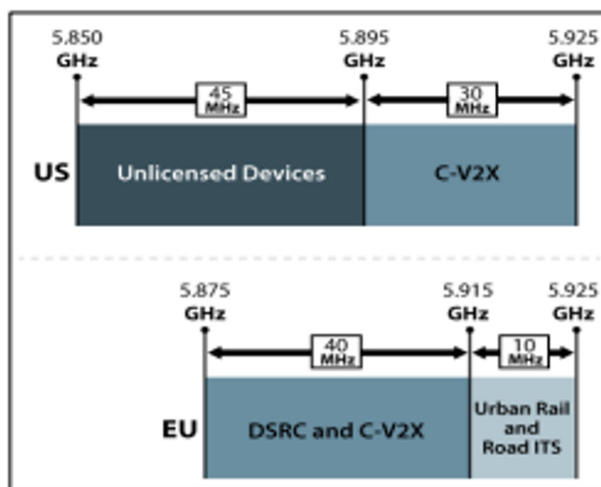 5.850 5.895 5.925
GHz GHz GHz
45 30
MHz MHz
US Unlicensed Devices C-V2X
5.875 5.915 5.925
GHz GHz GHz
40 10
MHz MHz
EU DSRC and C-V2X Urban Rail
and
Road ITS